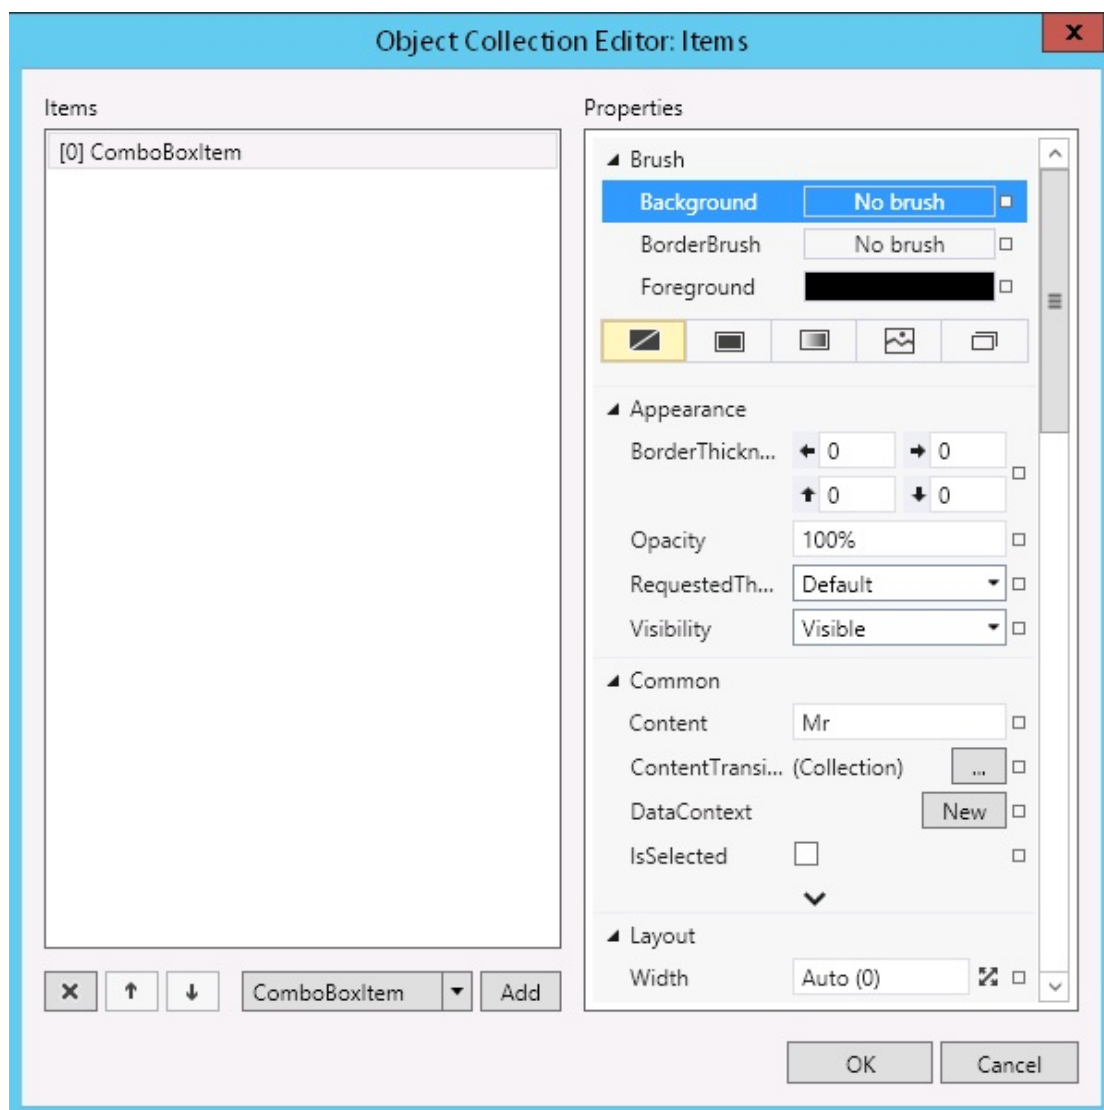 Object Collection Editor: Items
x
Items
Properties
[0] ComboBoxItem
Brush
Background No brush
BorderBrush No brush
Foreground
Appearance
BorderThickn... 0 0
0 0
Opacity 100%
RequestedTh... Default
Visibility Visible
Common
Content Mr
ContentTransi... (Collection) ...
DataContext New
IsSelected
Layout
Width Auto (0)
ComboBoxItem Add
OK Cancel